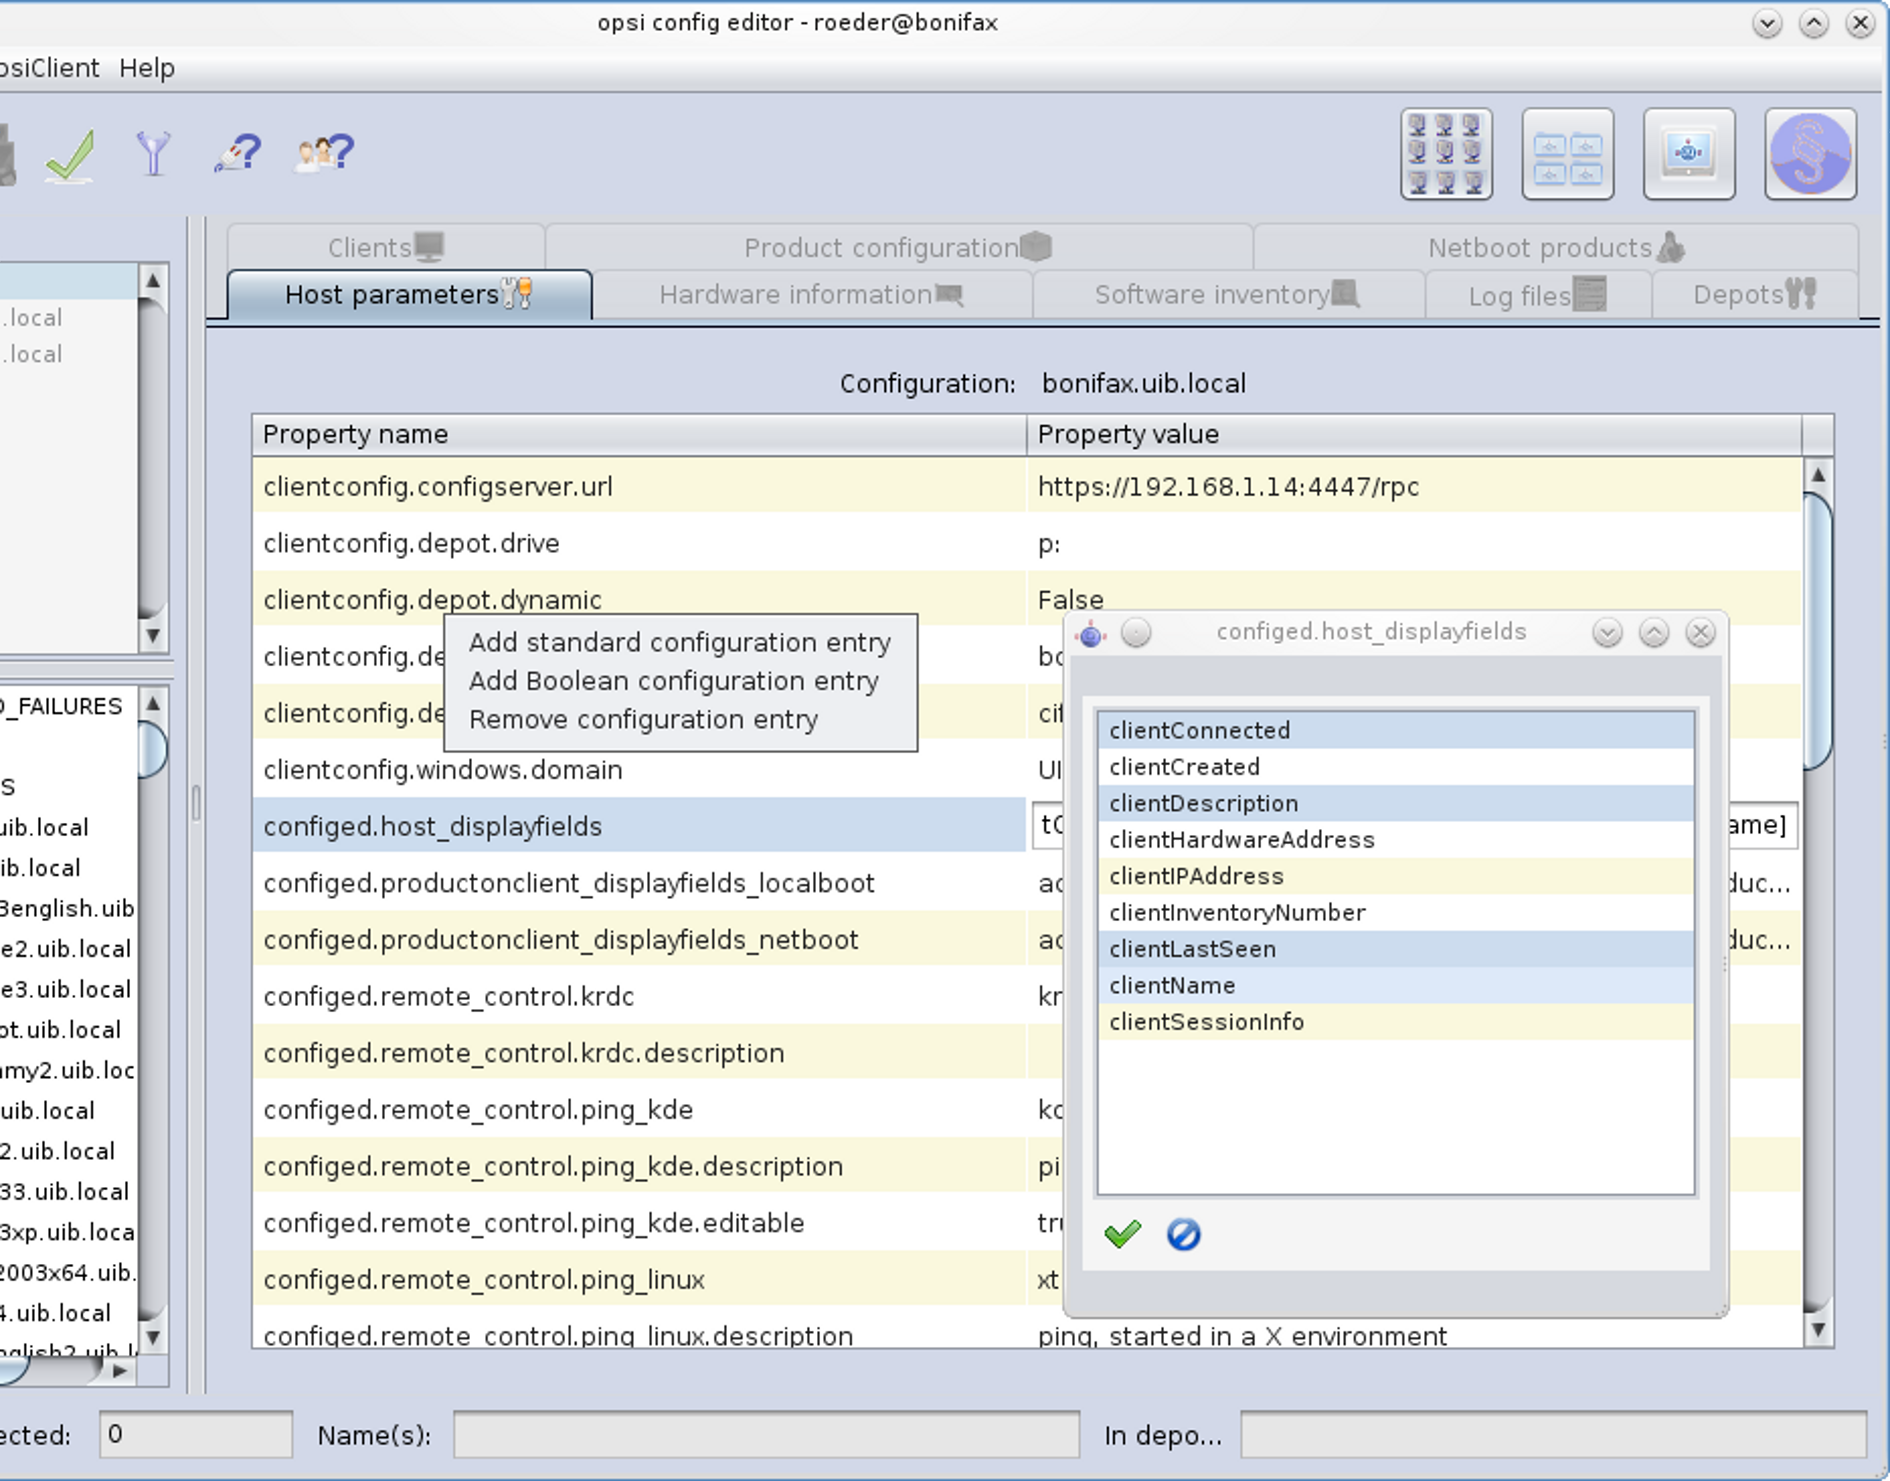 opsi config editor - roeder@bonifax
osiClient Help
Clients Product configuration Netboot products
Host parameters Hardware information Software inventory Log files Depots
.local
.local
_FAILURES
S
uib.local
ib.local
3english.uib
e2.uib.local
e3.uib.local
ot.uib.local
my2.uib.loc
uib.local
2.uib.local
33.uib.local
3xp.uib.loca
2003x64.uib.
4.uib.local
nglish2.uib.l
Configuration: bonifax.uib.local
Property name Property value
clientconfig.configserver.url https://192.168.1.14:4447/rpc
clientconfig.depot.drive p:
clientconfig.depot.dynamic False
clientconfig.de bo
clientconfig.de cif
clientconfig.windows.domain UI
configed.host_displayfields tC ame]
configed.productonclient_displayfields_localboot ac duc...
configed.productonclient_displayfields_netboot ac duc...
configed.remote_control.krdc kr
configed.remote_control.krdc.description
configed.remote_control.ping_kde kd
configed.remote_control.ping_kde.description pi
configed.remote_control.ping_kde.editable tru
configed.remote_control.ping_linux xt
configed.remote_control.ping_linux.description ping, started in a X environment
Add standard configuration entry
Add Boolean configuration entry
Remove configuration entry
configed.host_displayfields
clientConnected
clientCreated
clientDescription
clientHardwareAddress
clientIPAddress
clientInventoryNumber
clientLastSeen
clientName
clientSessionInfo
ected: 0 Name(s): In depo...